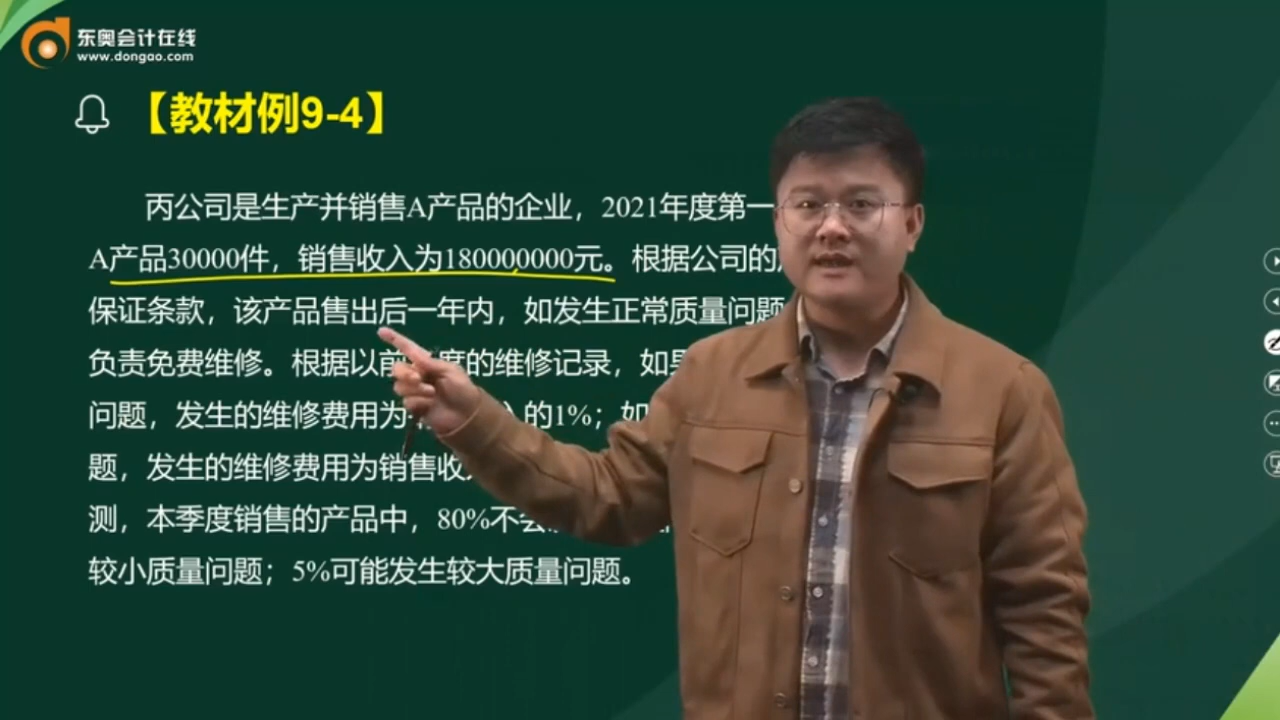 东奥会计在线
www.dongao.com
【教材例9-4】
丙公司是生产并销售A产品的企业，2021年度第一
A产品30000件，销售收入为180000000元。根据公司的
保证条款，该产品售出后一年内，如发生正常质量问题
负责免费维修。根据以前 度的维修记录，如
问题，发生的维修费用为 的1%；如
题，发生的维修费用为销售收
测，本季度销售的产品中，80%不会
较小质量问题；5%可能发生较大质量问题。